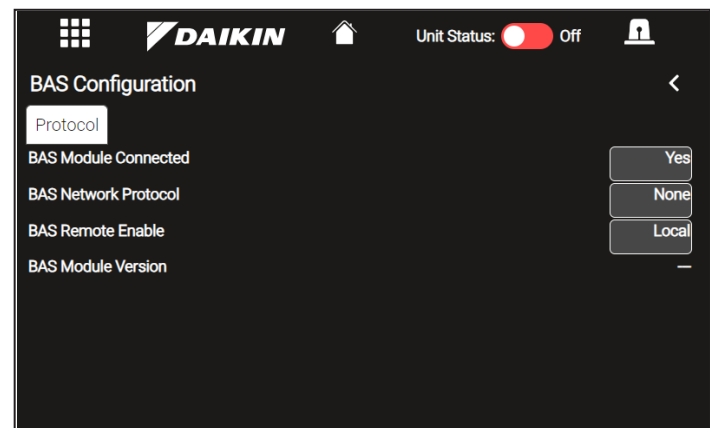 DAIKIN Unit Status: Off
BAS Configuration
Protocol
BAS Module Connected Yes
BAS Network Protocol None
BAS Remote Enable Local
BAS Module Version —